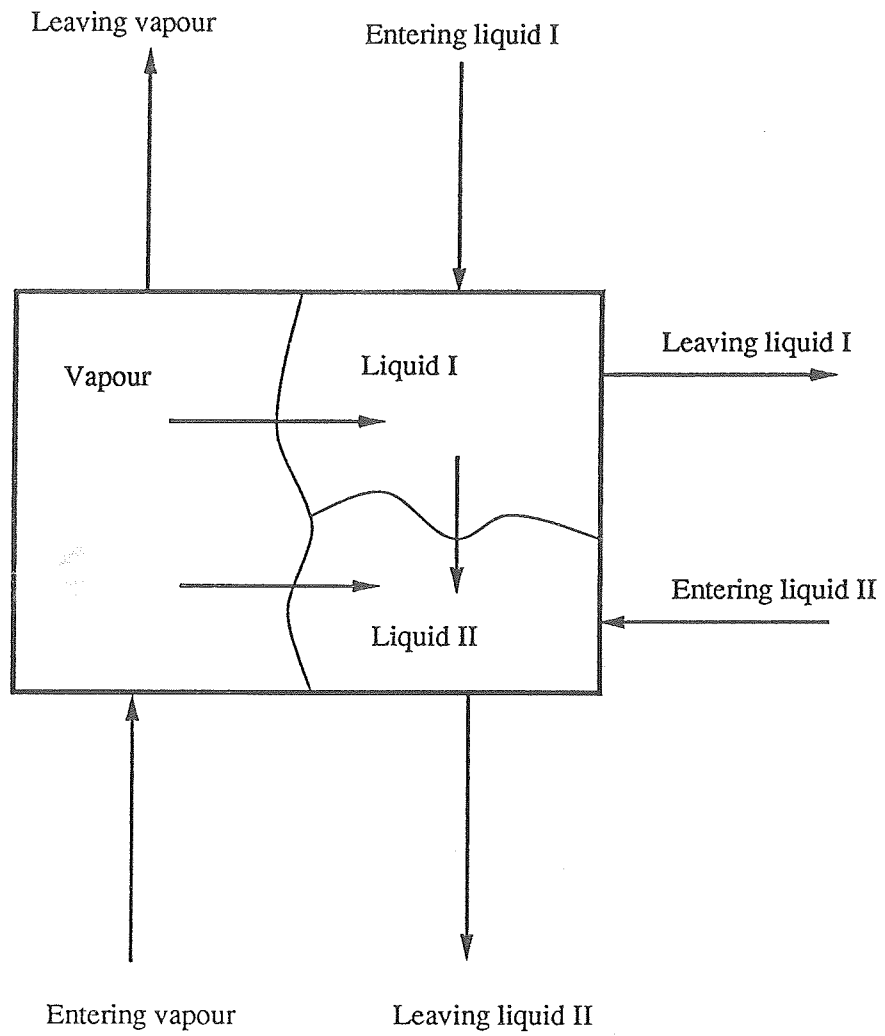 Leaving vapour
Entering liquid I
Leaving liquid I
Vapour
Liquid I
Entering liquid II
Liquid II
Entering vapour
Leaving liquid II